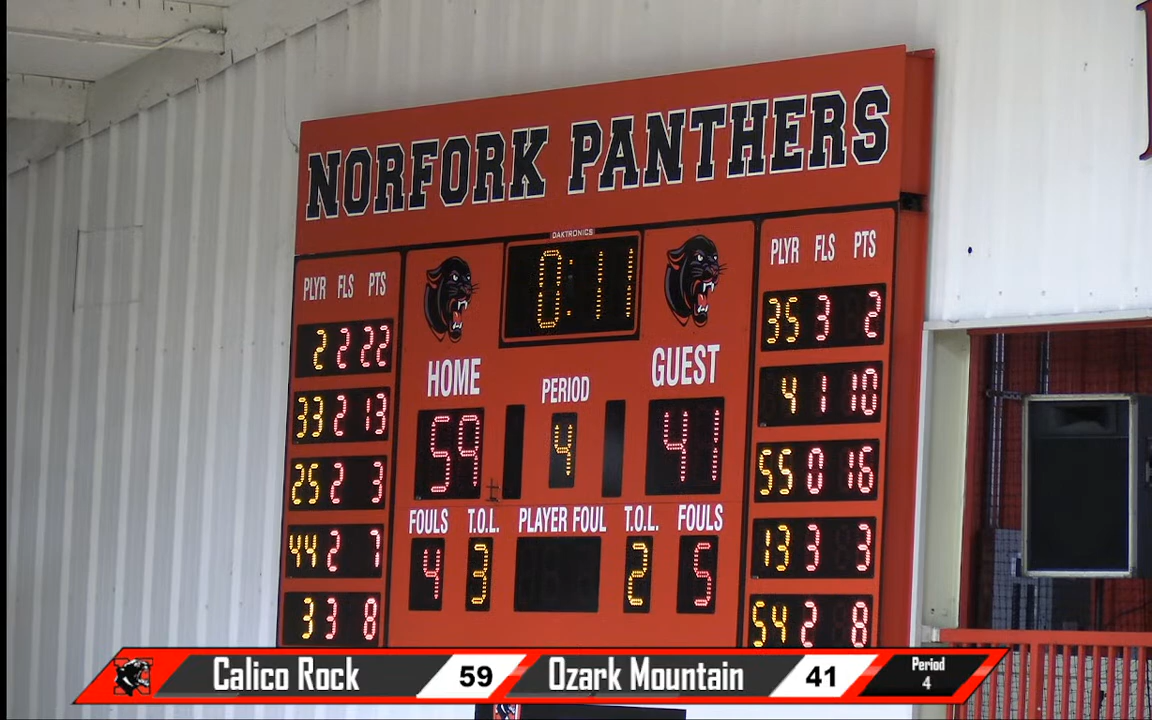 NORFORK PANTHERS
DAKTRONICS
0:11
PLYR FLS PTS
2 2 22
33 2 13
25 2 3
44 2 7
3 3 8
HOME
59
PERIOD
4
GUEST
41
FOULS T.O.L. PLAYER FOUL T.O.L. FOULS
4 3 2 5
PLYR FLS PTS
35 3 2
4 1 10
55 0 16
13 3 3
54 2 8
Calico Rock 59 Ozark Mountain 41 Period 4